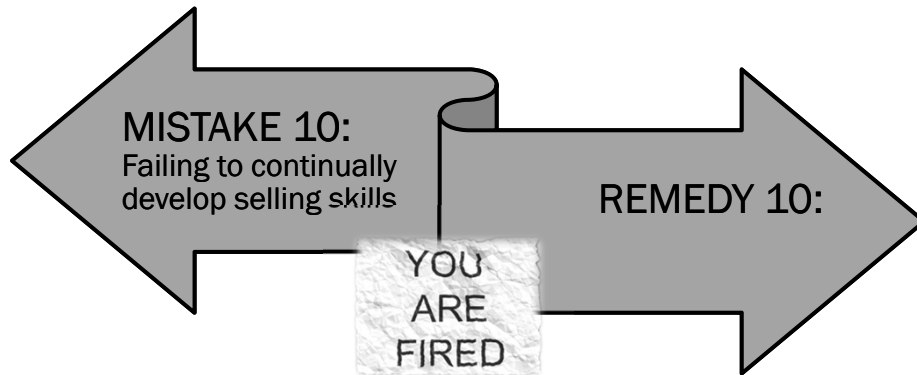 MISTAKE 10:
Failing to continually
develop selling skills
REMEDY 10:
YOU
ARE
FIRED